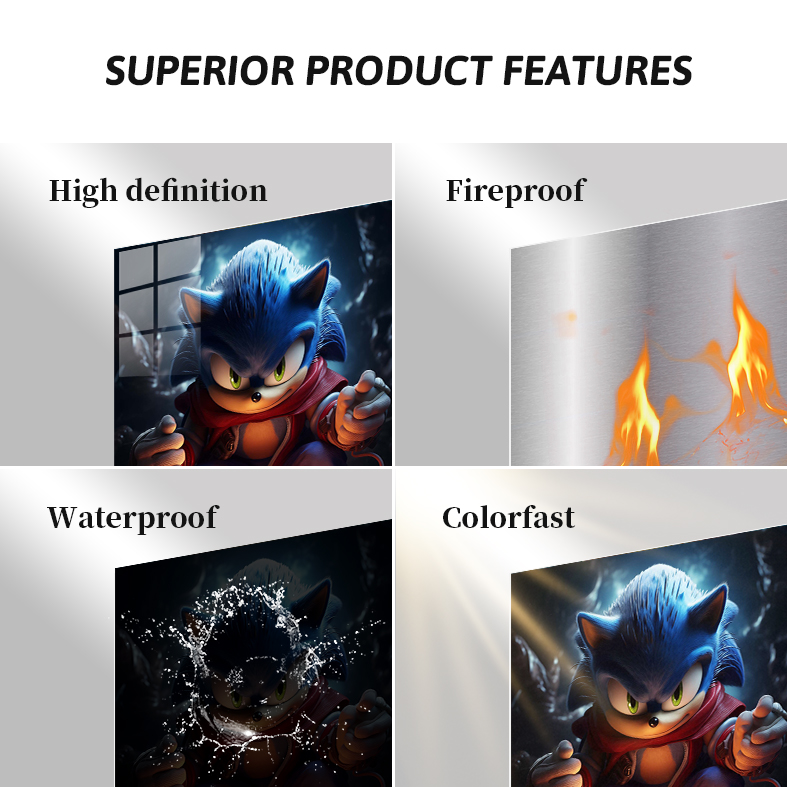 SUPERIOR PRODUCT FEATURES
High definition
Fireproof
Waterproof
Colorfast